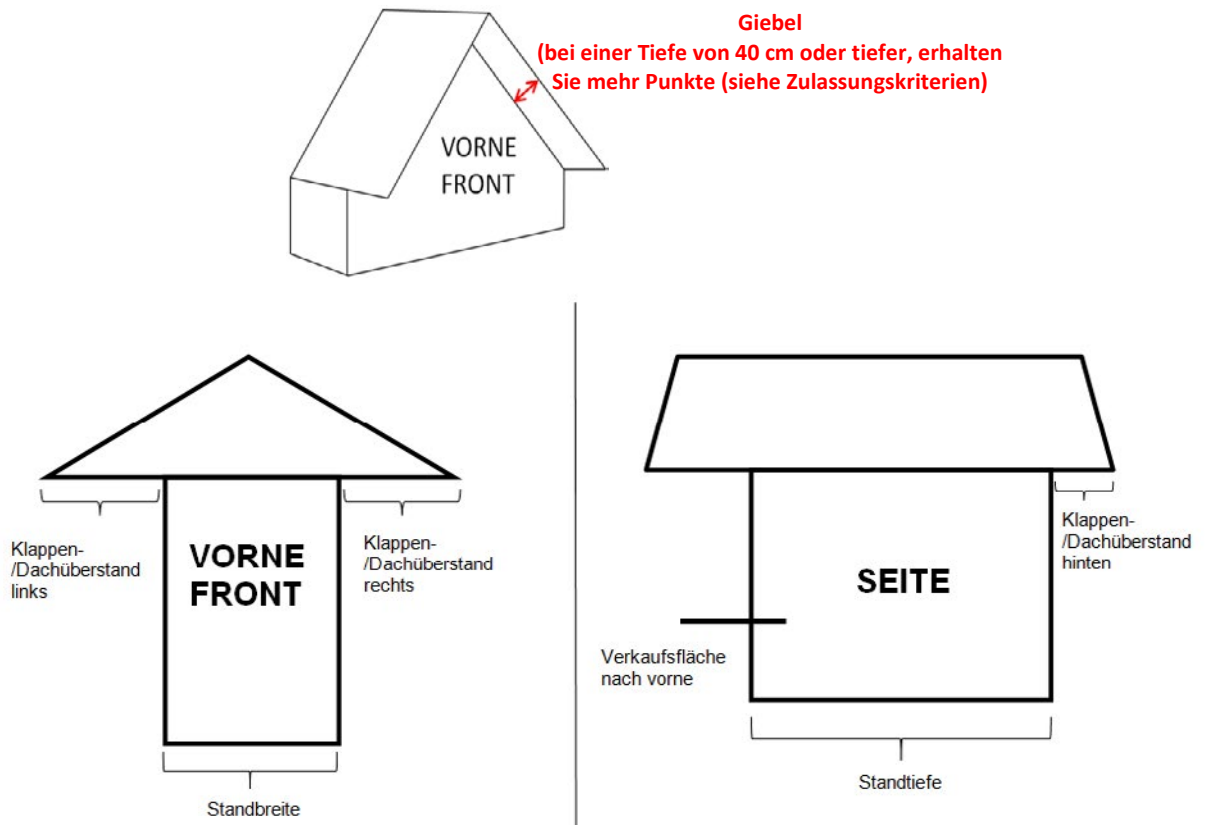 Giebel
(bei einer Tiefe von 40 cm oder tiefer, erhalten
Sie mehr Punkte (siehe Zulassungskriterien)
VORNE
FRONT
Klappen-
/Dachüberstand
links
VORNE
FRONT
Klappen-
/Dachüberstand
rechts
Standbreite
Klappen-
/Dachüberstand
hinten
SEITE
Verkaufsfläche
nach vorne
Standtiefe